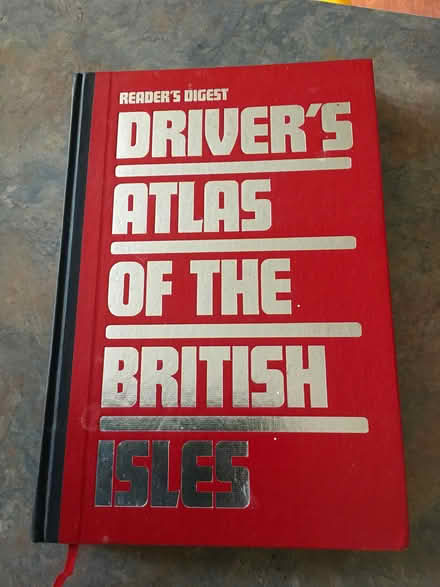 READER'S DIGEST
DRIVER'S
ATLAS
OF THE
BRITISH
ISLES